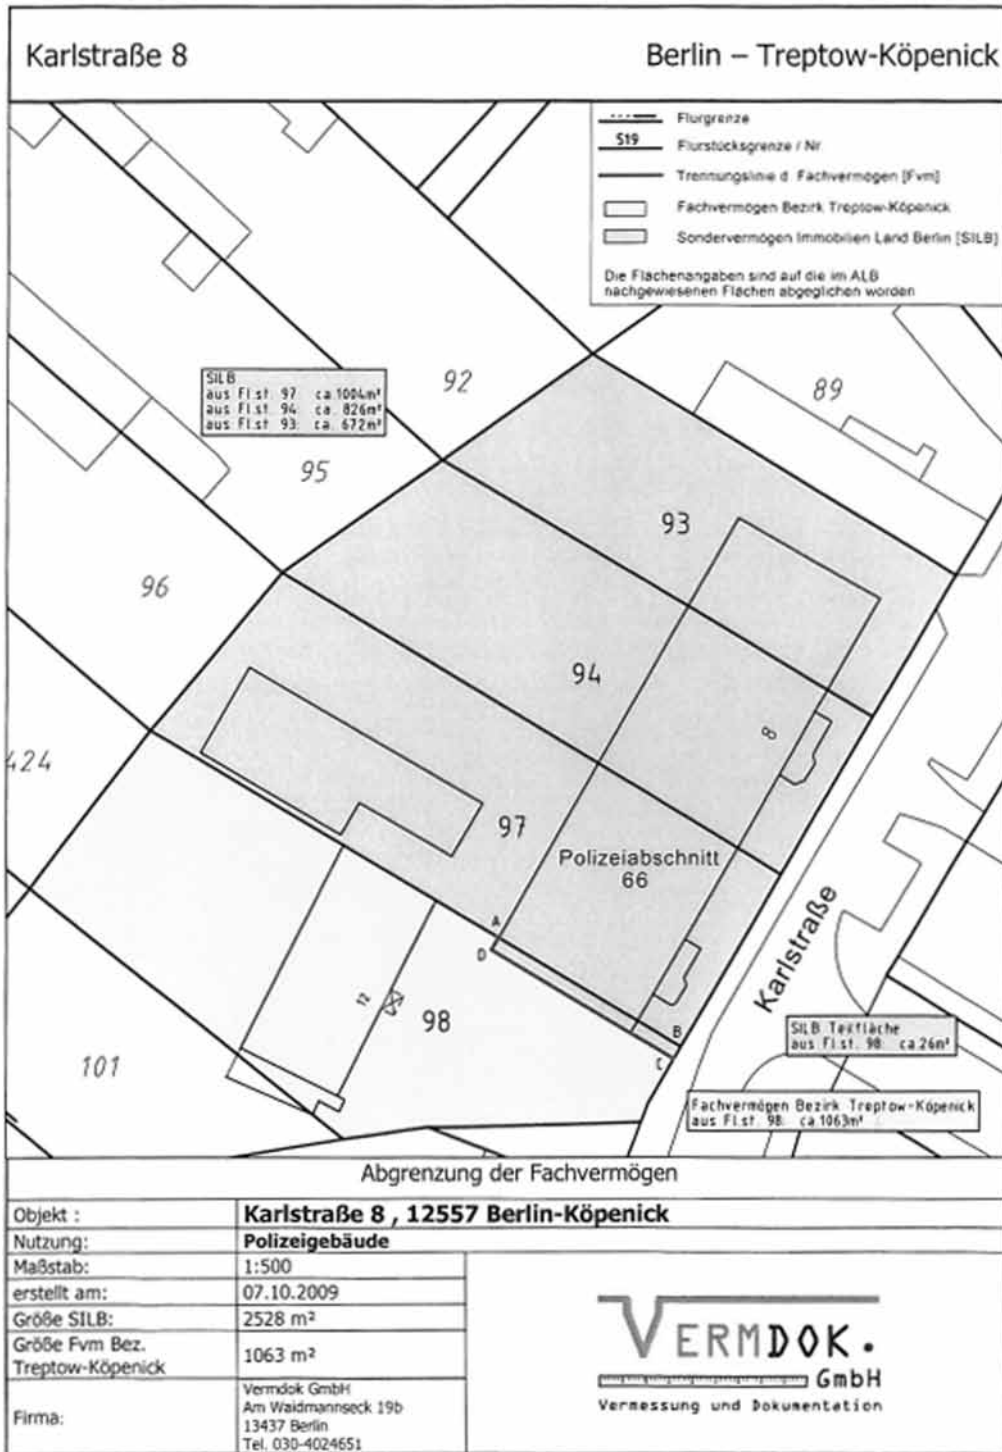 Karlstraße 8
Berlin – Treptow-Köpenick
Flurgrenze
519
Flurstücksgrenze / Nr
Trennungslinie d. Fachvermögen [Fvm]
Fachvermögen Bezirk Treptow-Köpenick
Sondervermögen Immobilien Land Berlin [SILB]
Die Flächenangaben sind auf die im ALB
nachgewiesenen Flächen abgeglichen worden
SILB
aus Fl.st. 97: ca.1004m²
aus Fl.st. 94: ca. 826m²
aus Fl.st. 93: ca. 672m²
92
89
95
93
96
94
8
424
97
Polizeiabschnitt
66
A
D
Karlstraße
12
98
B
C
SILB Teilfläche
aus Fl.st. 98: ca.26m²
101
Fachvermögen Bezirk Treptow-Köpenick
aus Fl.st. 98: ca.1063m²
Abgrenzung der Fachvermögen
Objekt :
Karlstraße 8 , 12557 Berlin-Köpenick
Nutzung:
Polizeigebäude
Maßstab:
1:500
erstellt am:
07.10.2009
Größe SILB:
2528 m²
Größe Fvm Bez.
Treptow-Köpenick
1063 m²
Firma:
Vermdok GmbH
Am Waidmannseck 19b
13437 Berlin
Tel. 030-4024651
VERMDOK.
GmbH
Vermessung und Dokumentation